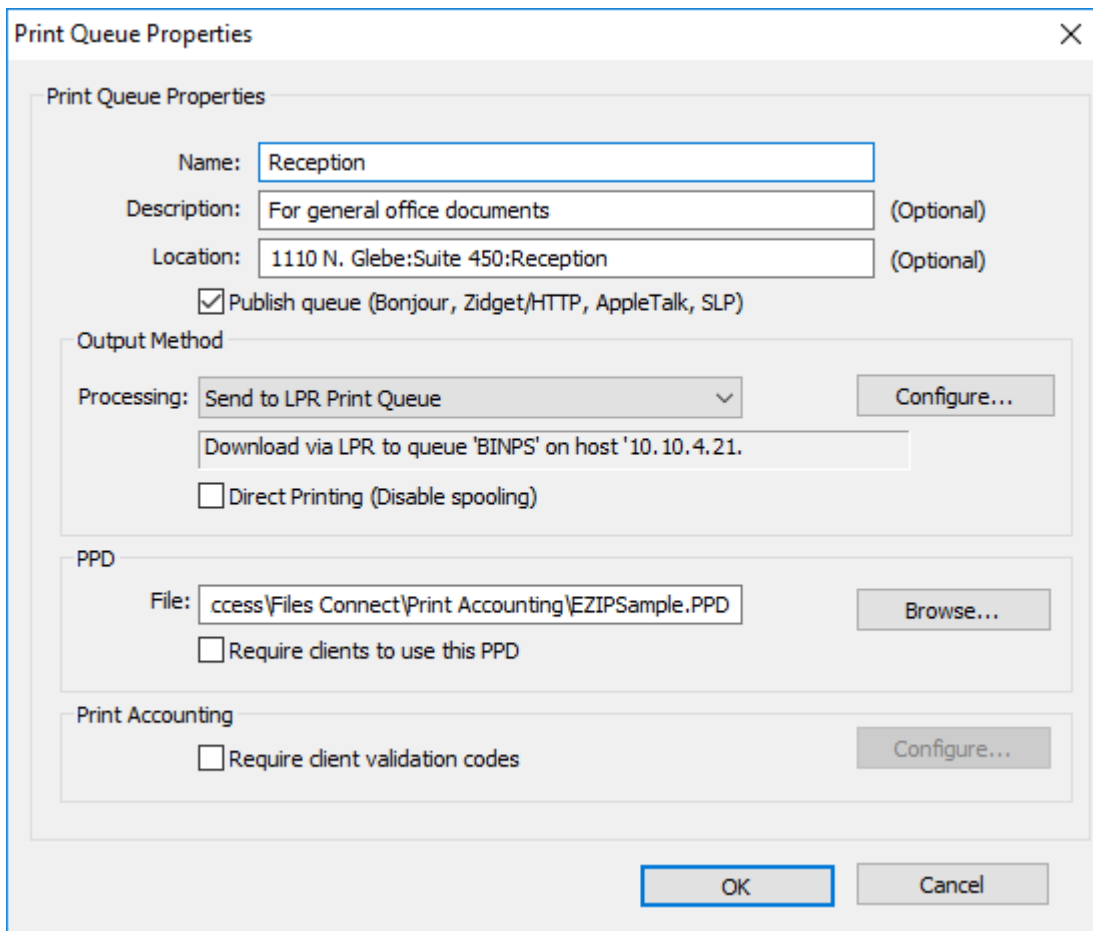 Print Queue Properties
Print Queue Properties
Name: Reception
Description: For general office documents (Optional)
Location: 1110 N. Glebe:Suite 450:Reception (Optional)
Publish queue (Bonjour, Zidget/HTTP, AppleTalk, SLP)
Output Method
Processing: Send to LPR Print Queue Configure...
Download via LPR to queue 'BINPS' on host '10.10.4.21.
Direct Printing (Disable spooling)
PPD
File: ccess\Files Connect\Print Accounting\EZIPSample.PPD Browse...
Require clients to use this PPD
Print Accounting
Require client validation codes Configure...
OK Cancel